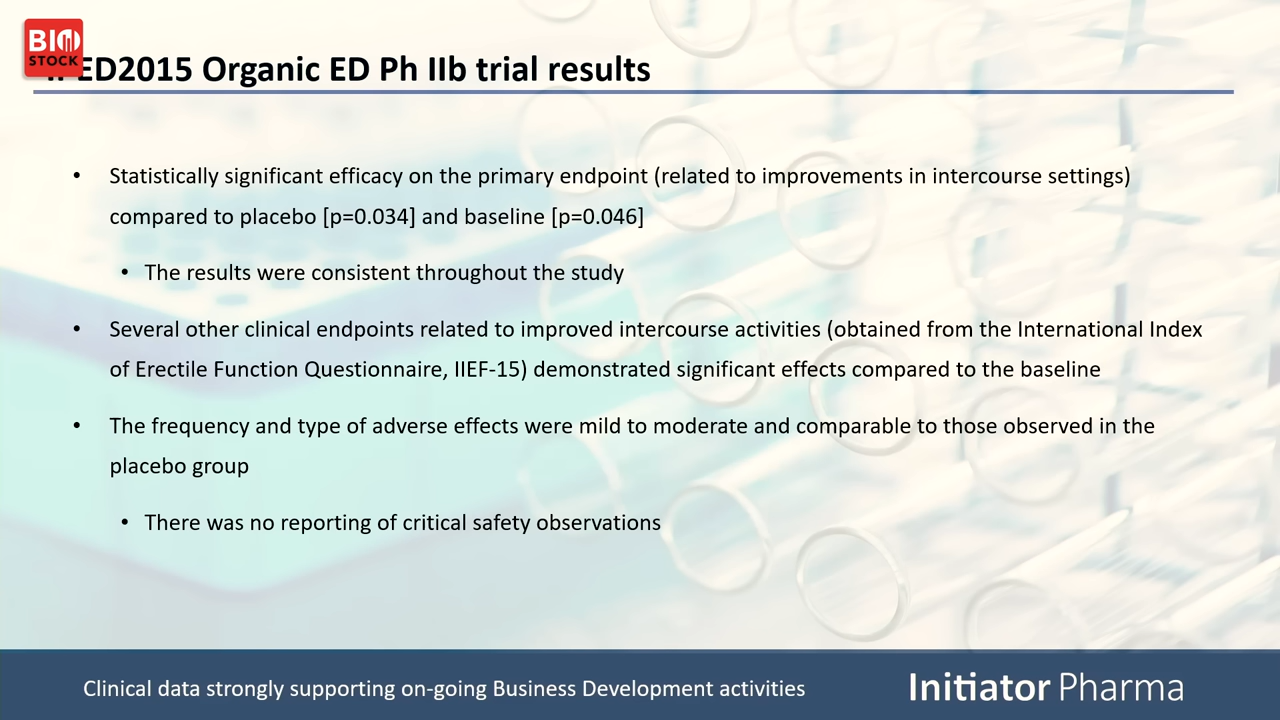 BIO
STOCK
ED2015 Organic ED Ph IIb trial results
• Statistically significant efficacy on the primary endpoint (related to improvements in intercourse settings)
compared to placebo [p=0.034] and baseline [p=0.046]
• The results were consistent throughout the study
• Several other clinical endpoints related to improved intercourse activities (obtained from the International Index
of Erectile Function Questionnaire, IIEF-15) demonstrated significant effects compared to the baseline
• The frequency and type of adverse effects were mild to moderate and comparable to those observed in the
placebo group
• There was no reporting of critical safety observations
Clinical data strongly supporting on-going Business Development activities
Initiator Pharma